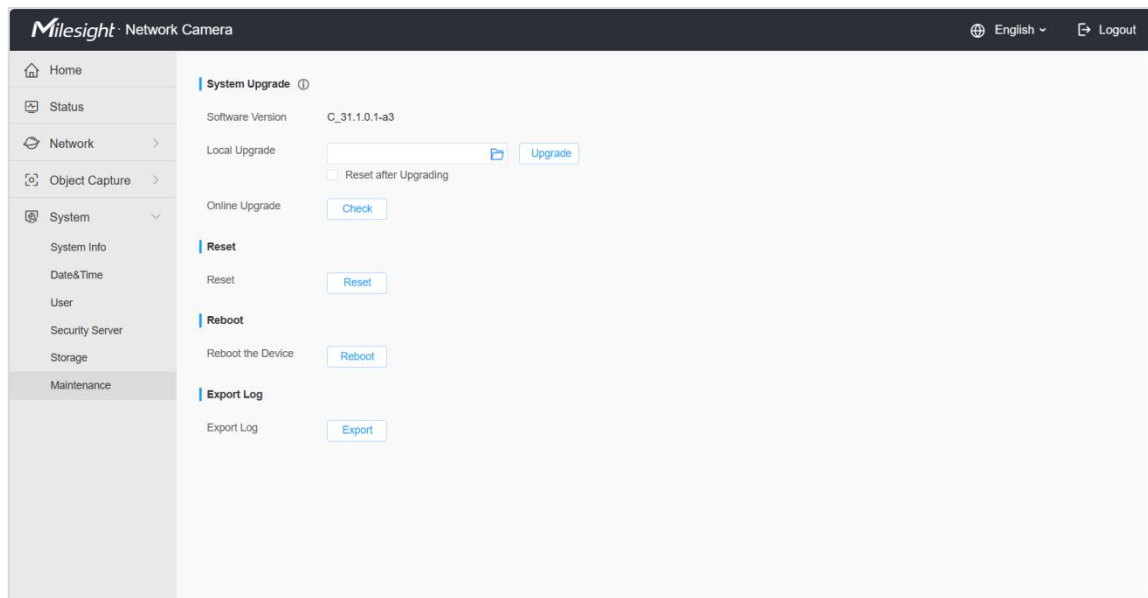 Milesight Network Camera
English
Logout
Home
Status
Network
Object Capture
System
System Info
Date&Time
User
Security Server
Storage
Maintenance
System Upgrade
Software Version C_31.1.0.1-a3
Local Upgrade Upgrade
Reset after Upgrading
Online Upgrade Check
Reset
Reset Reset
Reboot
Reboot the Device Reboot
Export Log
Export Log Export